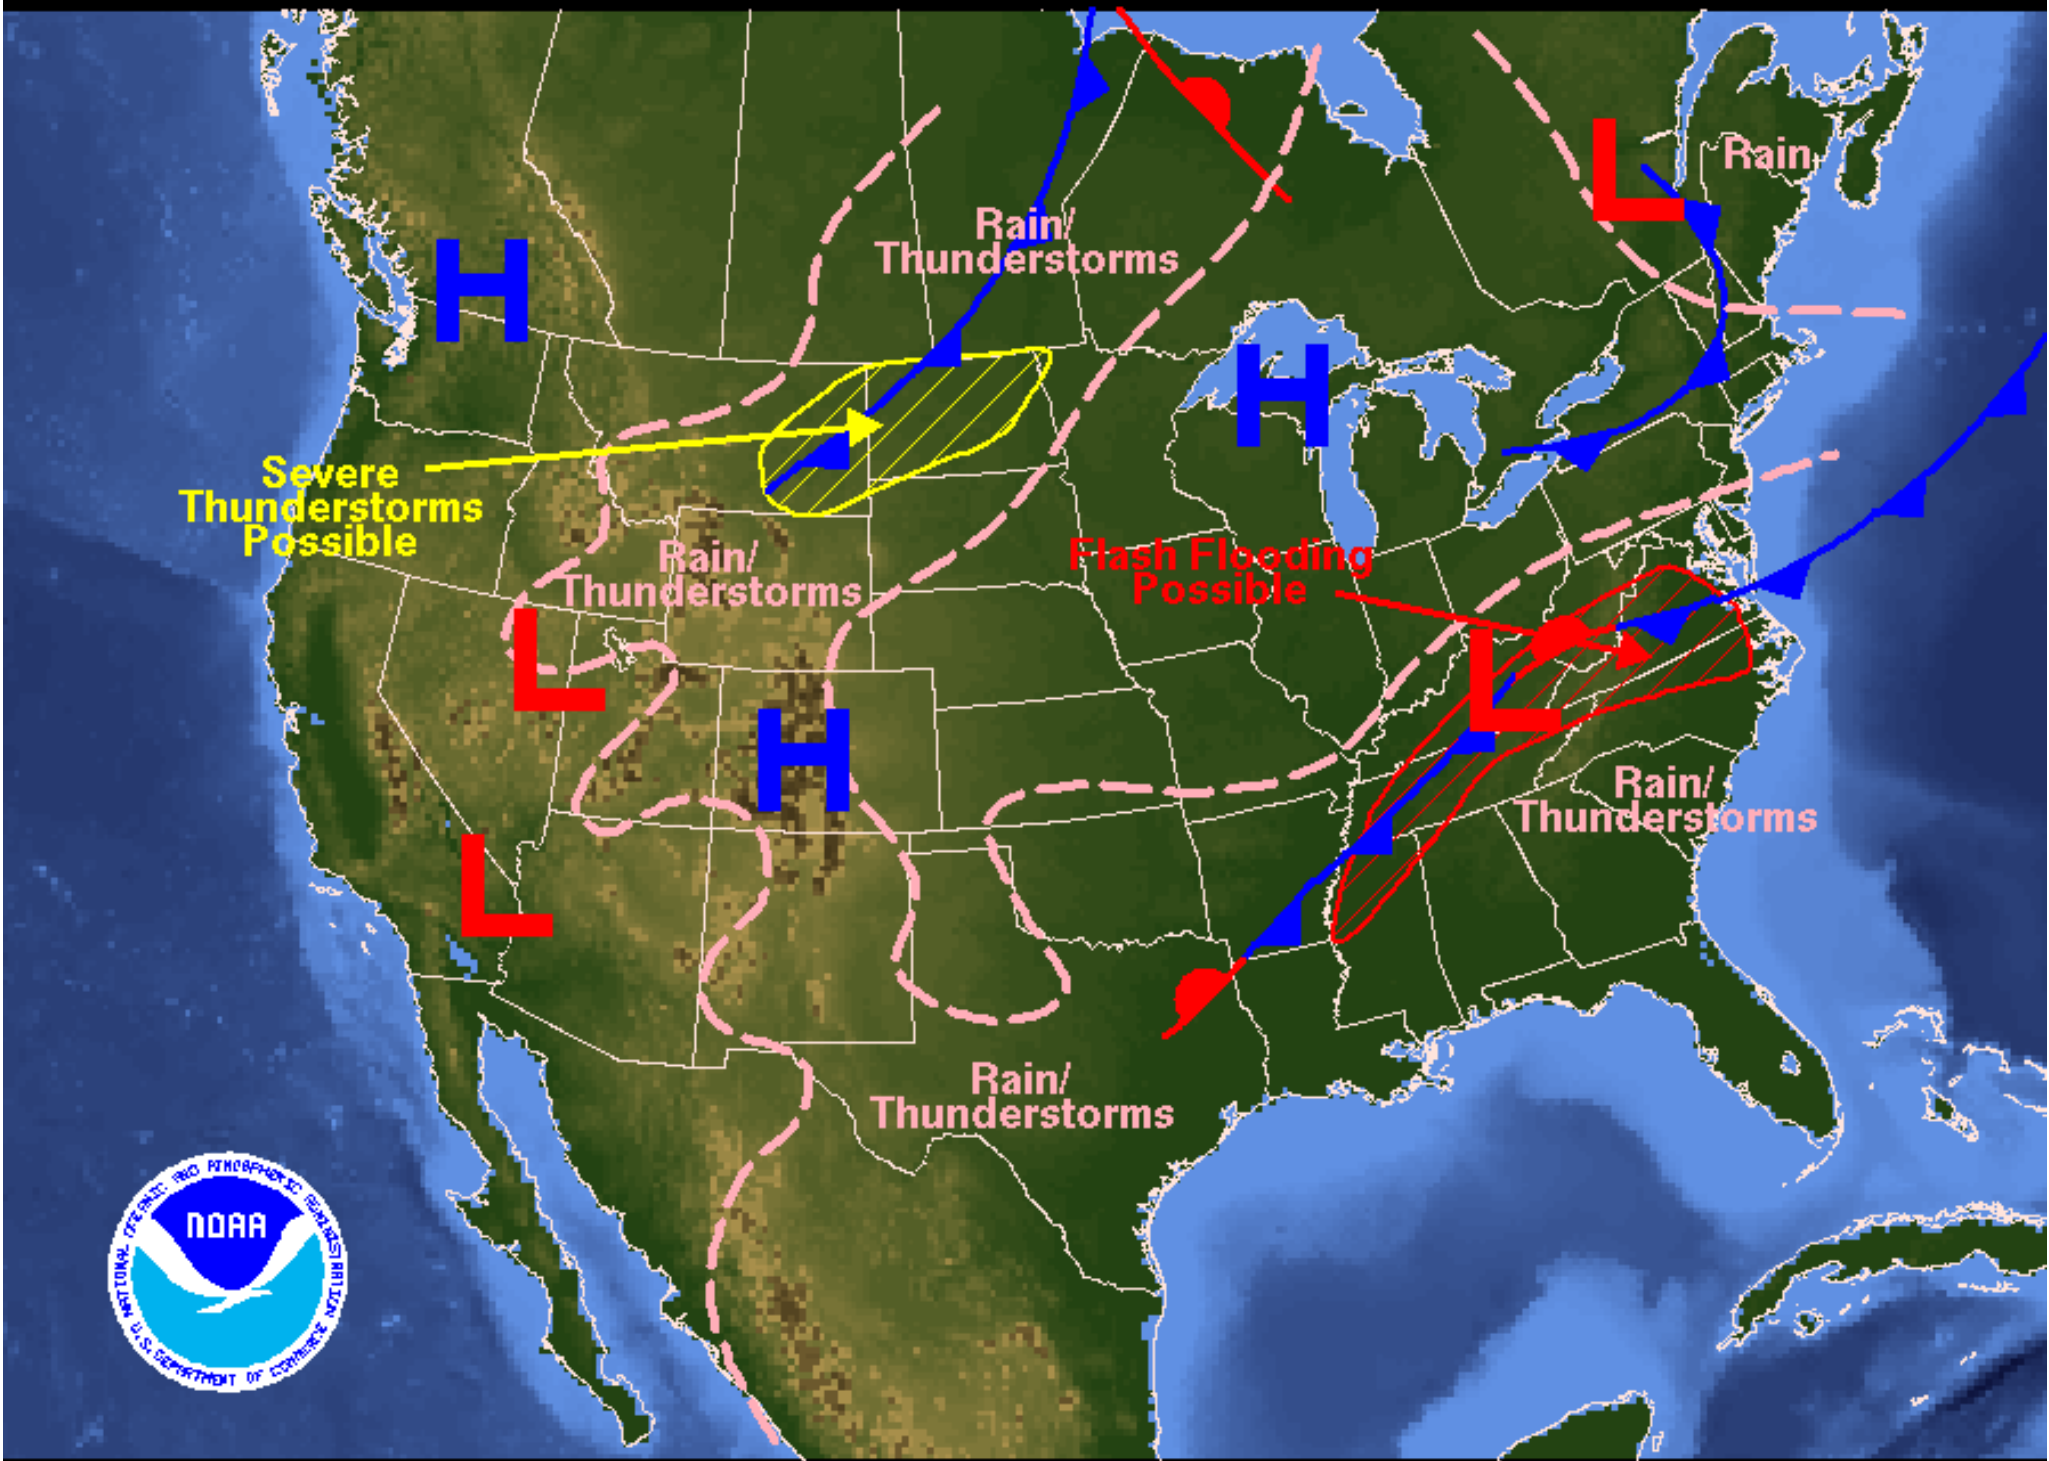 Rain
L
Rain/
Thunderstorms
H
H
Severe
Thunderstorms
Possible
Rain/
Thunderstorms
Flash Flooding
Possible
L
L
H
Rain/
Thunderstorms
L
Rain/
Thunderstorms
NOAA
NATIONAL OCEANIC AND ATMOSPHERIC ADMINISTRATION
U.S. DEPARTMENT OF COMMERCE